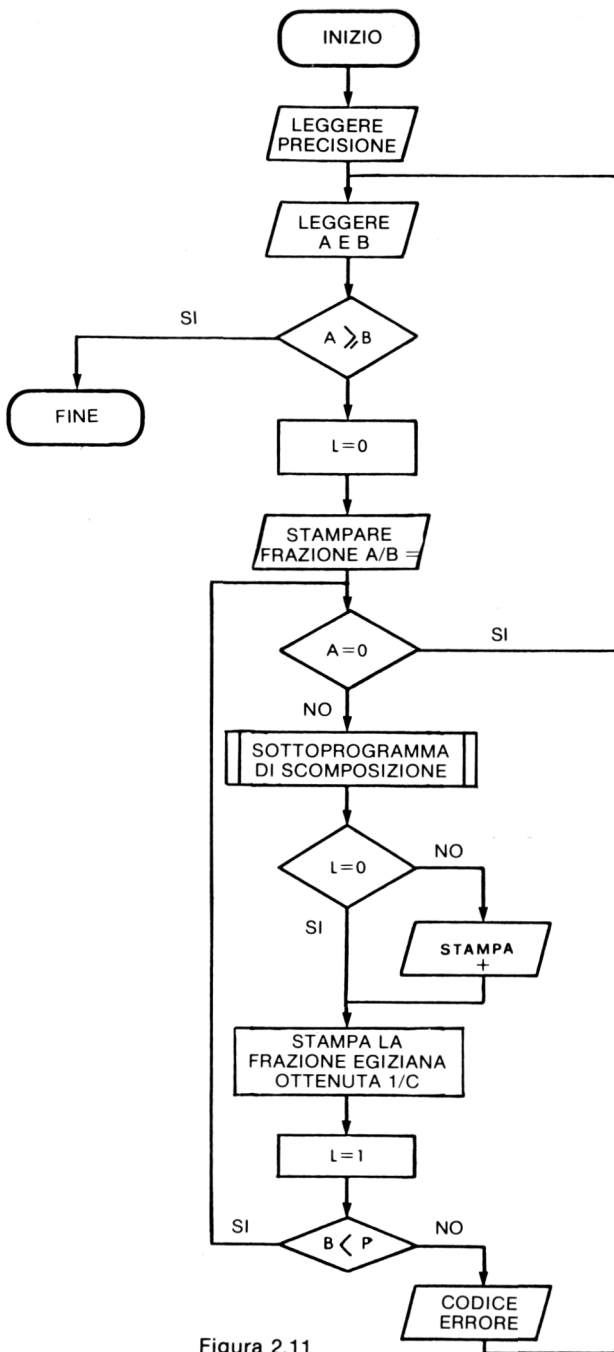 INIZIO
LEGGERE
PRECISIONE
LEGGERE
A E B
SI
A ⩾ B
FINE
L=0
STAMPARE
FRAZIONE A/B =
A=0
SI
NO
SOTTOPROGRAMMA
DI SCOMPOSIZIONE
L=0
NO
SI
STAMPA
+
STAMPA LA
FRAZIONE EGIZIANA
OTTENUTA 1/C
L=1
SI
B < P
NO
CODICE
ERRORE
Figura 2.11